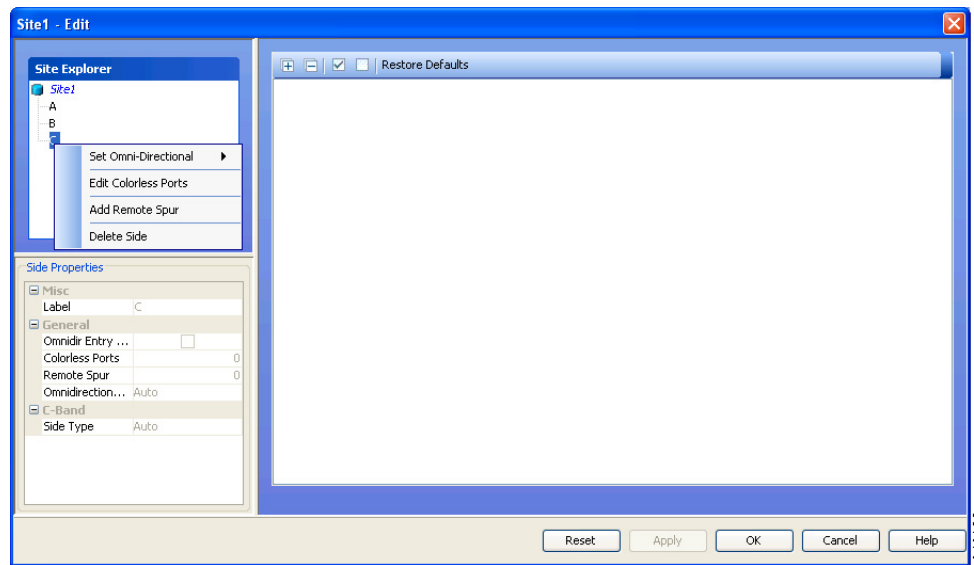 Site1 - Edit
Site Explorer
Site1
A
B
C
Set Omni-Directional
Edit Colorless Ports
Add Remote Spur
Delete Side
Restore Defaults
Side Properties
Misc
Label C
General
Omnidir Entry ...
Colorless Ports 0
Remote Spur 0
Omnidirection... Auto
C-Band
Side Type Auto
Reset Apply OK Cancel Help